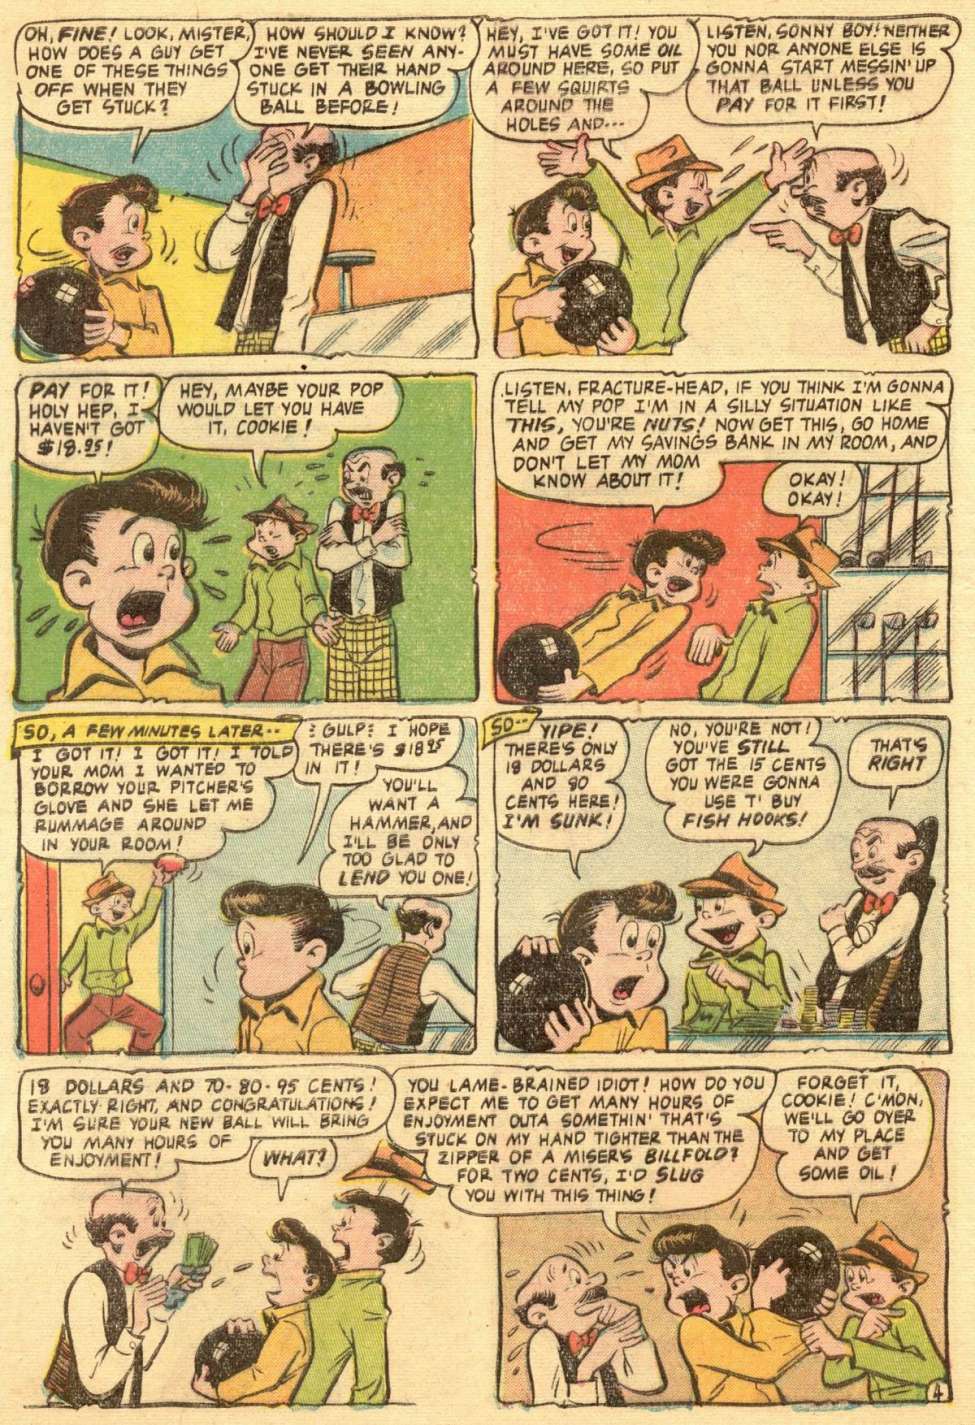 OH, FINE! LOOK, MISTER,
HOW DOES A GUY GET
ONE OF THESE THINGS
OFF WHEN THEY
GET STUCK?
HOW SHOULD I KNOW?
I'VE NEVER SEEN ANY-
ONE GET THEIR HAND
STUCK IN A BOWLING
BALL BEFORE!
HEY, I'VE GOT IT! YOU
MUST HAVE SOME OIL
AROUND HERE, SO PUT
A FEW SQUIRTS
AROUND THE
HOLES AND---
LISTEN, SONNY BOY! NEITHER
YOU NOR ANYONE ELSE IS
GONNA START MESSIN' UP
THAT BALL UNLESS YOU
PAY FOR IT FIRST!
PAY FOR IT!
HOLY HEP, I
HAVEN'T GOT
$18.95!
HEY, MAYBE YOUR POP
WOULD LET YOU HAVE
IT, COOKIE!
LISTEN, FRACTURE-HEAD, IF YOU THINK I'M GONNA
TELL MY POP I'M IN A SILLY SITUATION LIKE
THIS, YOU'RE NUTS! NOW GET THIS, GO HOME
AND GET MY SAVINGS BANK IN MY ROOM, AND
DON'T LET MY MOM
KNOW ABOUT IT!
OKAY!
OKAY!
SO, A FEW MINUTES LATER--
I GOT IT! I GOT IT! I TOLD
YOUR MOM I WANTED TO
BORROW YOUR PITCHER'S
GLOVE AND SHE LET ME
RUMMAGE AROUND
IN YOUR ROOM!
:GULP: I HOPE
THERE'S $18.95
IN IT!
YOU'LL
WANT A
HAMMER, AND
I'LL BE ONLY
TOO GLAD TO
LEND YOU ONE!
SO--
YIPE!
THERE'S ONLY
18 DOLLARS
AND 80
CENTS HERE!
I'M SUNK!
NO, YOU'RE NOT!
YOU'VE STILL
GOT THE 15 CENTS
YOU WERE GONNA
USE T' BUY
FISH HOOKS!
THAT'S
RIGHT
18 DOLLARS AND 70-80-95 CENTS!
EXACTLY RIGHT, AND CONGRATULATIONS!
I'M SURE YOUR NEW BALL WILL BRING
YOU MANY HOURS OF
ENJOYMENT!
WHAT?
YOU LAME-BRAINED IDIOT! HOW DO YOU
EXPECT ME TO GET MANY HOURS OF
ENJOYMENT OUTA SOMETHIN' THAT'S
STUCK ON MY HAND TIGHTER THAN THE
ZIPPER OF A MISER'S BILLFOLD?
FOR TWO CENTS, I'D SLUG
YOU WITH THIS THING!
FORGET IT,
COOKIE! C'MON,
WE'LL GO OVER
TO MY PLACE
AND GET
SOME OIL!
4